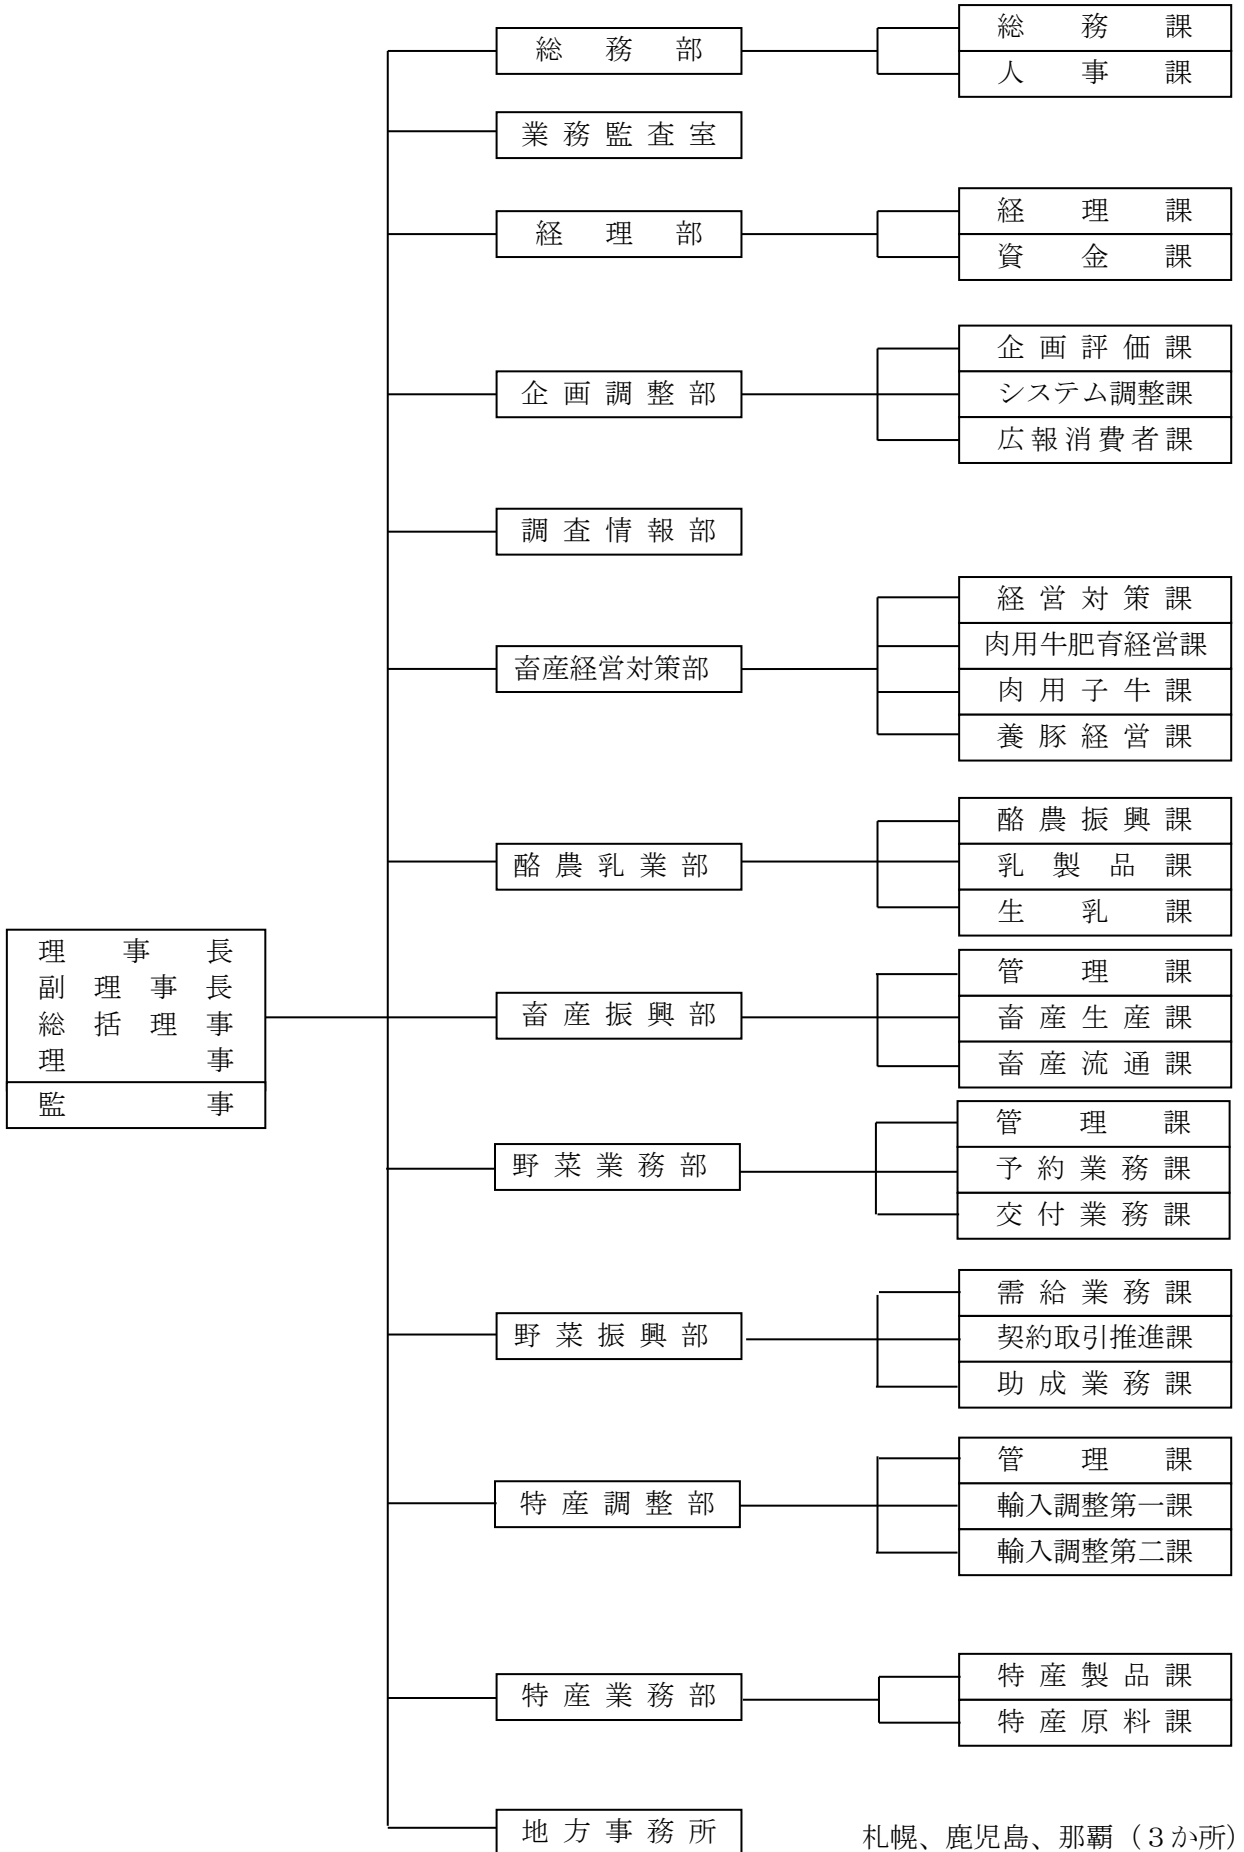 総務部
総務課
人事課
業務監査室
経理部
経理課
資金課
企画調整部
企画評価課
システム調整課
広報消費者課
調査情報部
畜産経営対策部
経営対策課
肉用牛肥育経営課
肉用子牛課
養豚経営課
酪農乳業部
酪農振興課
乳製品課
生乳課
理事長
副理事長
総括理事
理事
監事
畜産振興部
管理課
畜産生産課
畜産流通課
野菜業務部
管理課
予約業務課
交付業務課
野菜振興部
需給業務課
契約取引推進課
助成業務課
特産調整部
管理課
輸入調整第一課
輸入調整第二課
特産業務部
特産製品課
特産原料課
地方事務所
札幌、鹿児島、那覇（３か所）